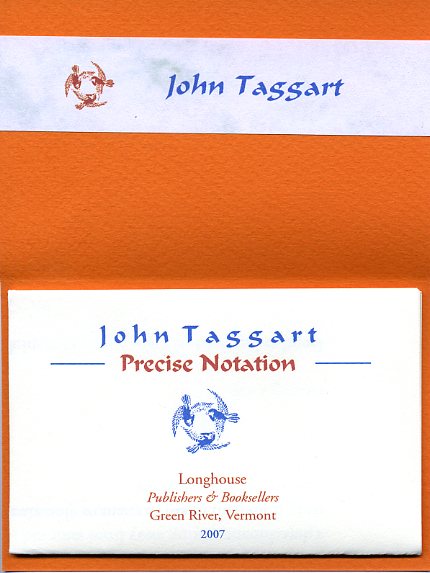 John Taggart
John Taggart
Precise Notation
Longhouse
Publishers & Booksellers
Green River, Vermont
2007